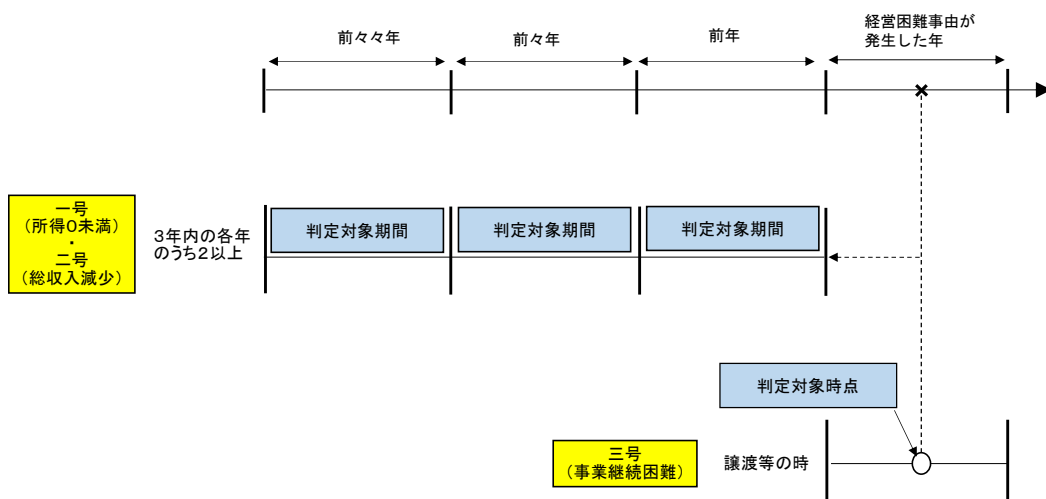 前々々年
前々年
前年
経営困難事由が
発生した年
一号
(所得０未満)
・
二号
(総収入減少)
３年内の各年
のうち２以上
判定対象期間
判定対象期間
判定対象期間
判定対象時点
三号
(事業継続困難)
譲渡等の時